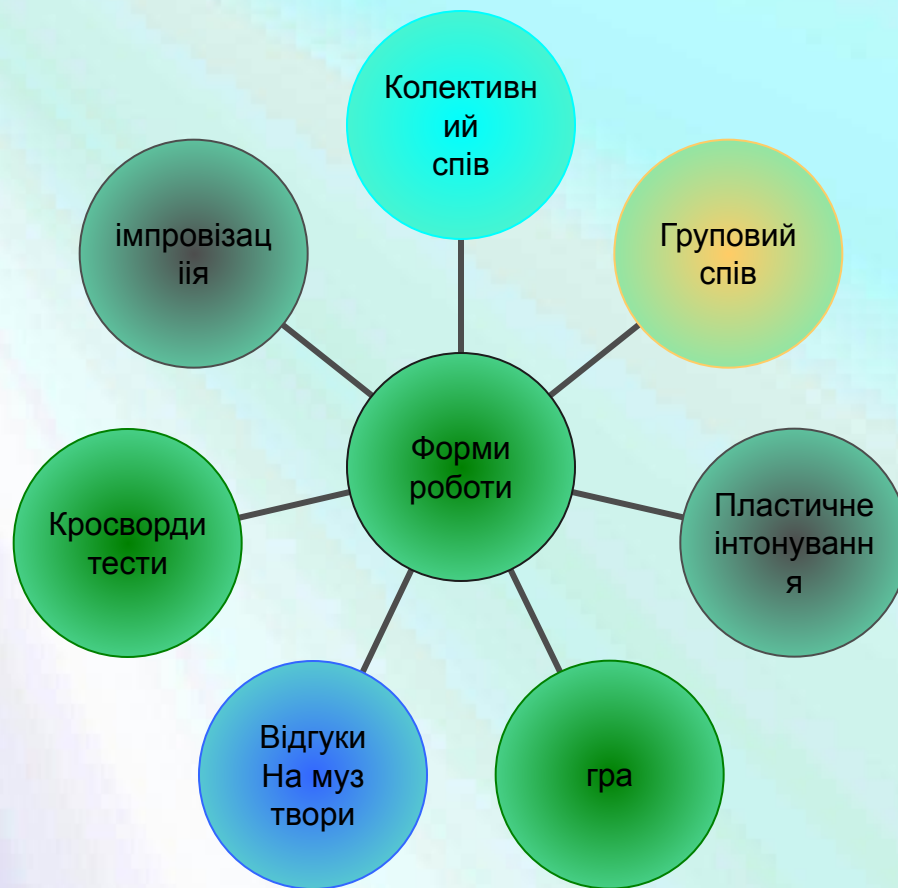 Колективн
ий
спів
імпровізац
іія
Груповий
спів
Форми
роботи
Кросворди
тести
Пластичне
інтонуванн
я
Відгуки
На муз
твори
гра